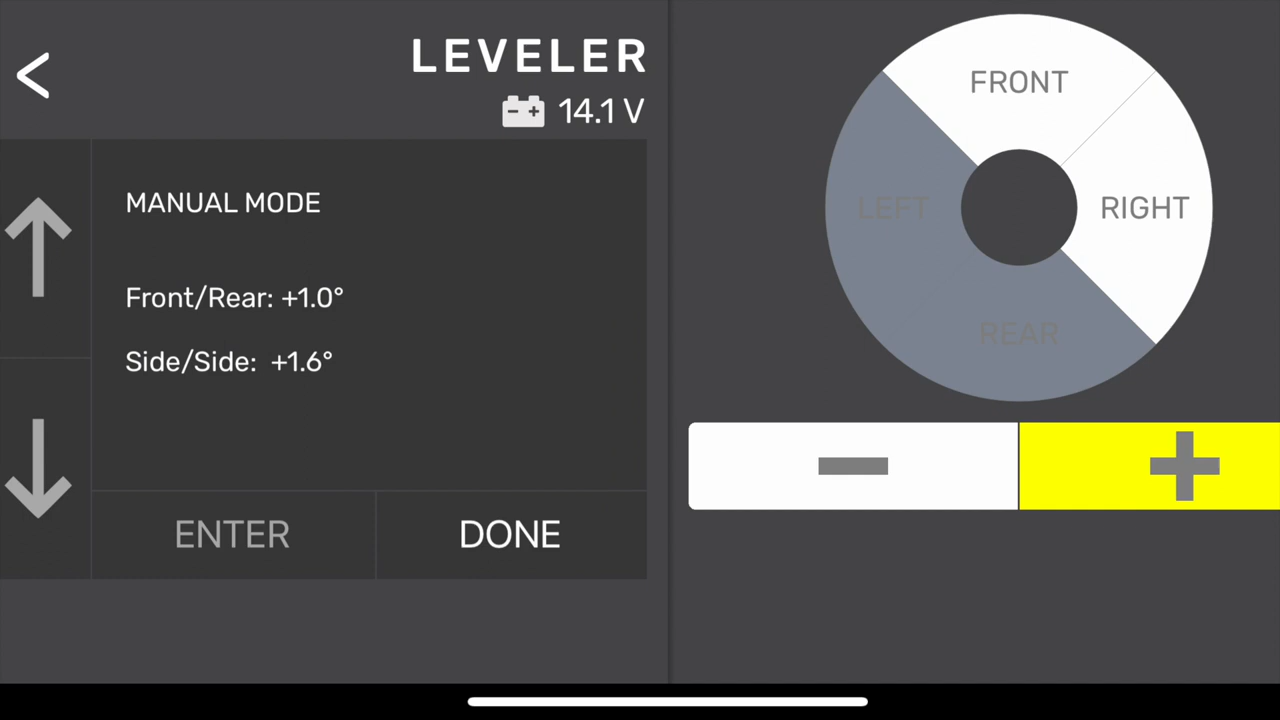 LEVELER
14.1 V
MANUAL MODE
Front/Rear: +1.0°
Side/Side: +1.6°
ENTER
DONE
FRONT
LEFT
RIGHT
REAR